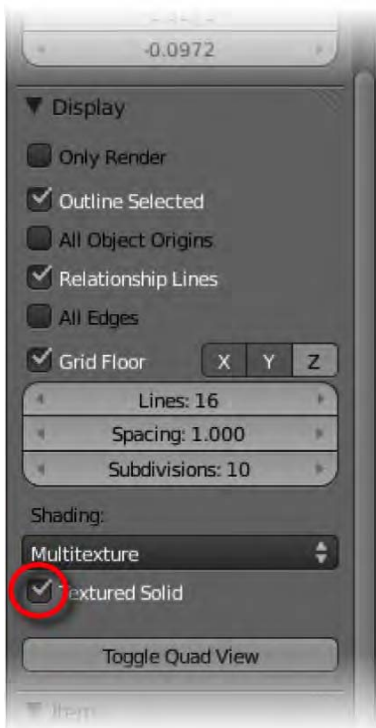 -0.0972
Display
Only Render
Outline Selected
All Object Origins
Relationship Lines
All Edges
Grid Floor X Y Z
Lines: 16
Spacing: 1.000
Subdivisions: 10
Shading:
Multitexture
Textured Solid
Toggle Quad View
Item